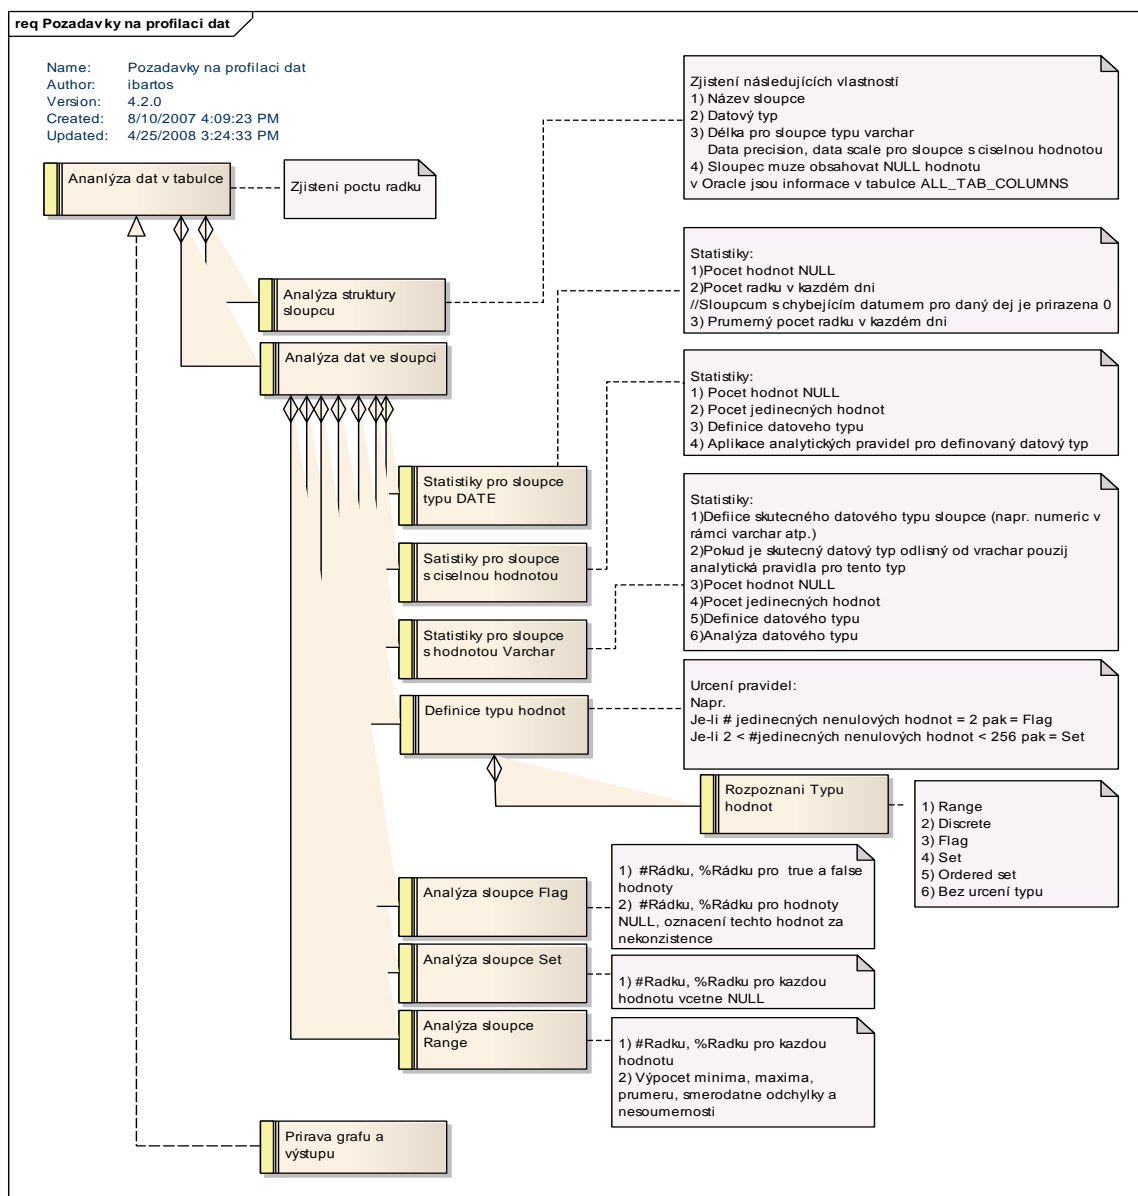 req Pozadavky na profilaci dat
Name: Pozadavky na profilaci dat
Author: ibartos
Version: 4.2.0
Created: 8/10/2007 4:09:23 PM
Updated: 4/25/2008 3:24:33 PM
Zjistení následujících vlastností
1) Název sloupce
2) Datový typ
3) Délka pro sloupce typu varchar
Data precision, data scale pro sloupce s ciselnou hodnotou
4) Sloupec muze obsahovat NULL hodnotu
v Oracle jsou informace v tabulce ALL_TAB_COLUMNS
Ananlýza dat v tabulce
Zjisteni poctu radku
Statistiky:
1)Pocet hodnot NULL
2)Pocet radku v kazdém dni
//Sloupcum s chybejícím datumem pro daný dej je prirazena 0
3) Prumerný pocet radku v kazdém dni
Analýza struktury
sloupcu
Analýza dat ve sloupci
Statistiky:
1) Pocet hodnot NULL
2) Pocet jedinecných hodnot
3) Definice datoveho typu
4) Aplikace analytických pravidel pro definovaný datový typ
Statistiky pro sloupce
typu DATE
Statistiky:
1)Defiice skutecného datového typu sloupce (napr. numeric v
rámci varchar atp.)
2)Pokud je skutecný datový typ odlisný od vrachar pouzij
analytická pravidla pro tento typ
3)Pocet hodnot NULL
4)Pocet jedinecných hodnot
5)Definice datového typu
6)Analýza datového typu
Satistiky pro sloupce
s ciselnou hodnotou
Statistiky pro sloupce
s hodnotou Varchar
Definice typu hodnot
Urcení pravidel:
Napr.
Je-li # jedinecných nenulových hodnot = 2 pak = Flag
Je-li 2 < #jedinecných nenulových hodnot < 256 pak = Set
Rozpoznani Typu
hodnot
1) Range
2) Discrete
3) Flag
4) Set
5) Ordered set
6) Bez urcení typu
Analýza sloupce Flag
1) #Rádku, %Rádku pro true a false
hodnoty
2) #Rádku, %Rádku pro hodnoty
NULL, oznacení techto hodnot za
nekonzistence
Analýza sloupce Set
1) #Radku, %Radku pro kazdou
hodnotu vcetne NULL
Analýza sloupce
Range
1) #Radku, %Radku pro kazdou
hodnotu
2) Výpocet minima, maxima,
prumeru, smerodatne odchylky a
nesoumernosti
Prirava grafu a
výstupu